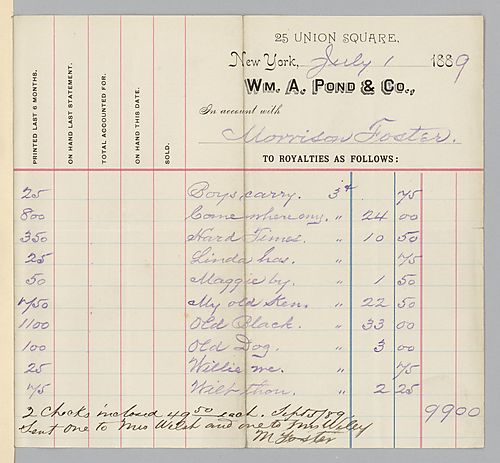 25 UNION SQUARE,
New York, July 1 1889
WM. A. POND & CO.,
In account with
Morrison Foster.
TO ROYALTIES AS FOLLOWS:
PRINTED LAST 6 MONTHS.
ON HAND LAST STATEMENT.
TOTAL ACCOUNTED FOR.
ON HAND THIS DATE.
SOLD.
25 Boys carry. 3¢ 75
800 Come where my. " 24 00
350 Hard Times. " 10 50
25 Linda has. " 75
50 Maggie by. " 1 50
750 My old Ken. " 22 50
1100 Old Black. " 33 00
100 Old Dog. " 3 00
25 Willie we. " 75
75 Wilt thou. " 2 25
2 Checks inclosed 49 50 each. Sept 5/89. 99 00
Sent one to Mrs Welsh and one to Mrs Wiley
M Foster